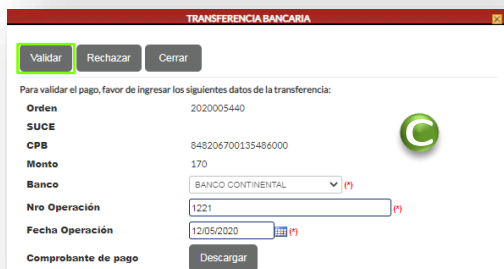 TRANSFERENCIA BANCARIA
Validar Rechazar Cerrar
Para validar el pago, favor de ingresar los siguientes datos de la transferencia:
Orden 2020005440
SUCE
CPB 848206700135486000
Monto 170
Banco BANCO CONTINENTAL (*)
Nro Operación 1221 (*)
Fecha Operación 12/05/2020 (*)
Comprobante de pago Descargar
C